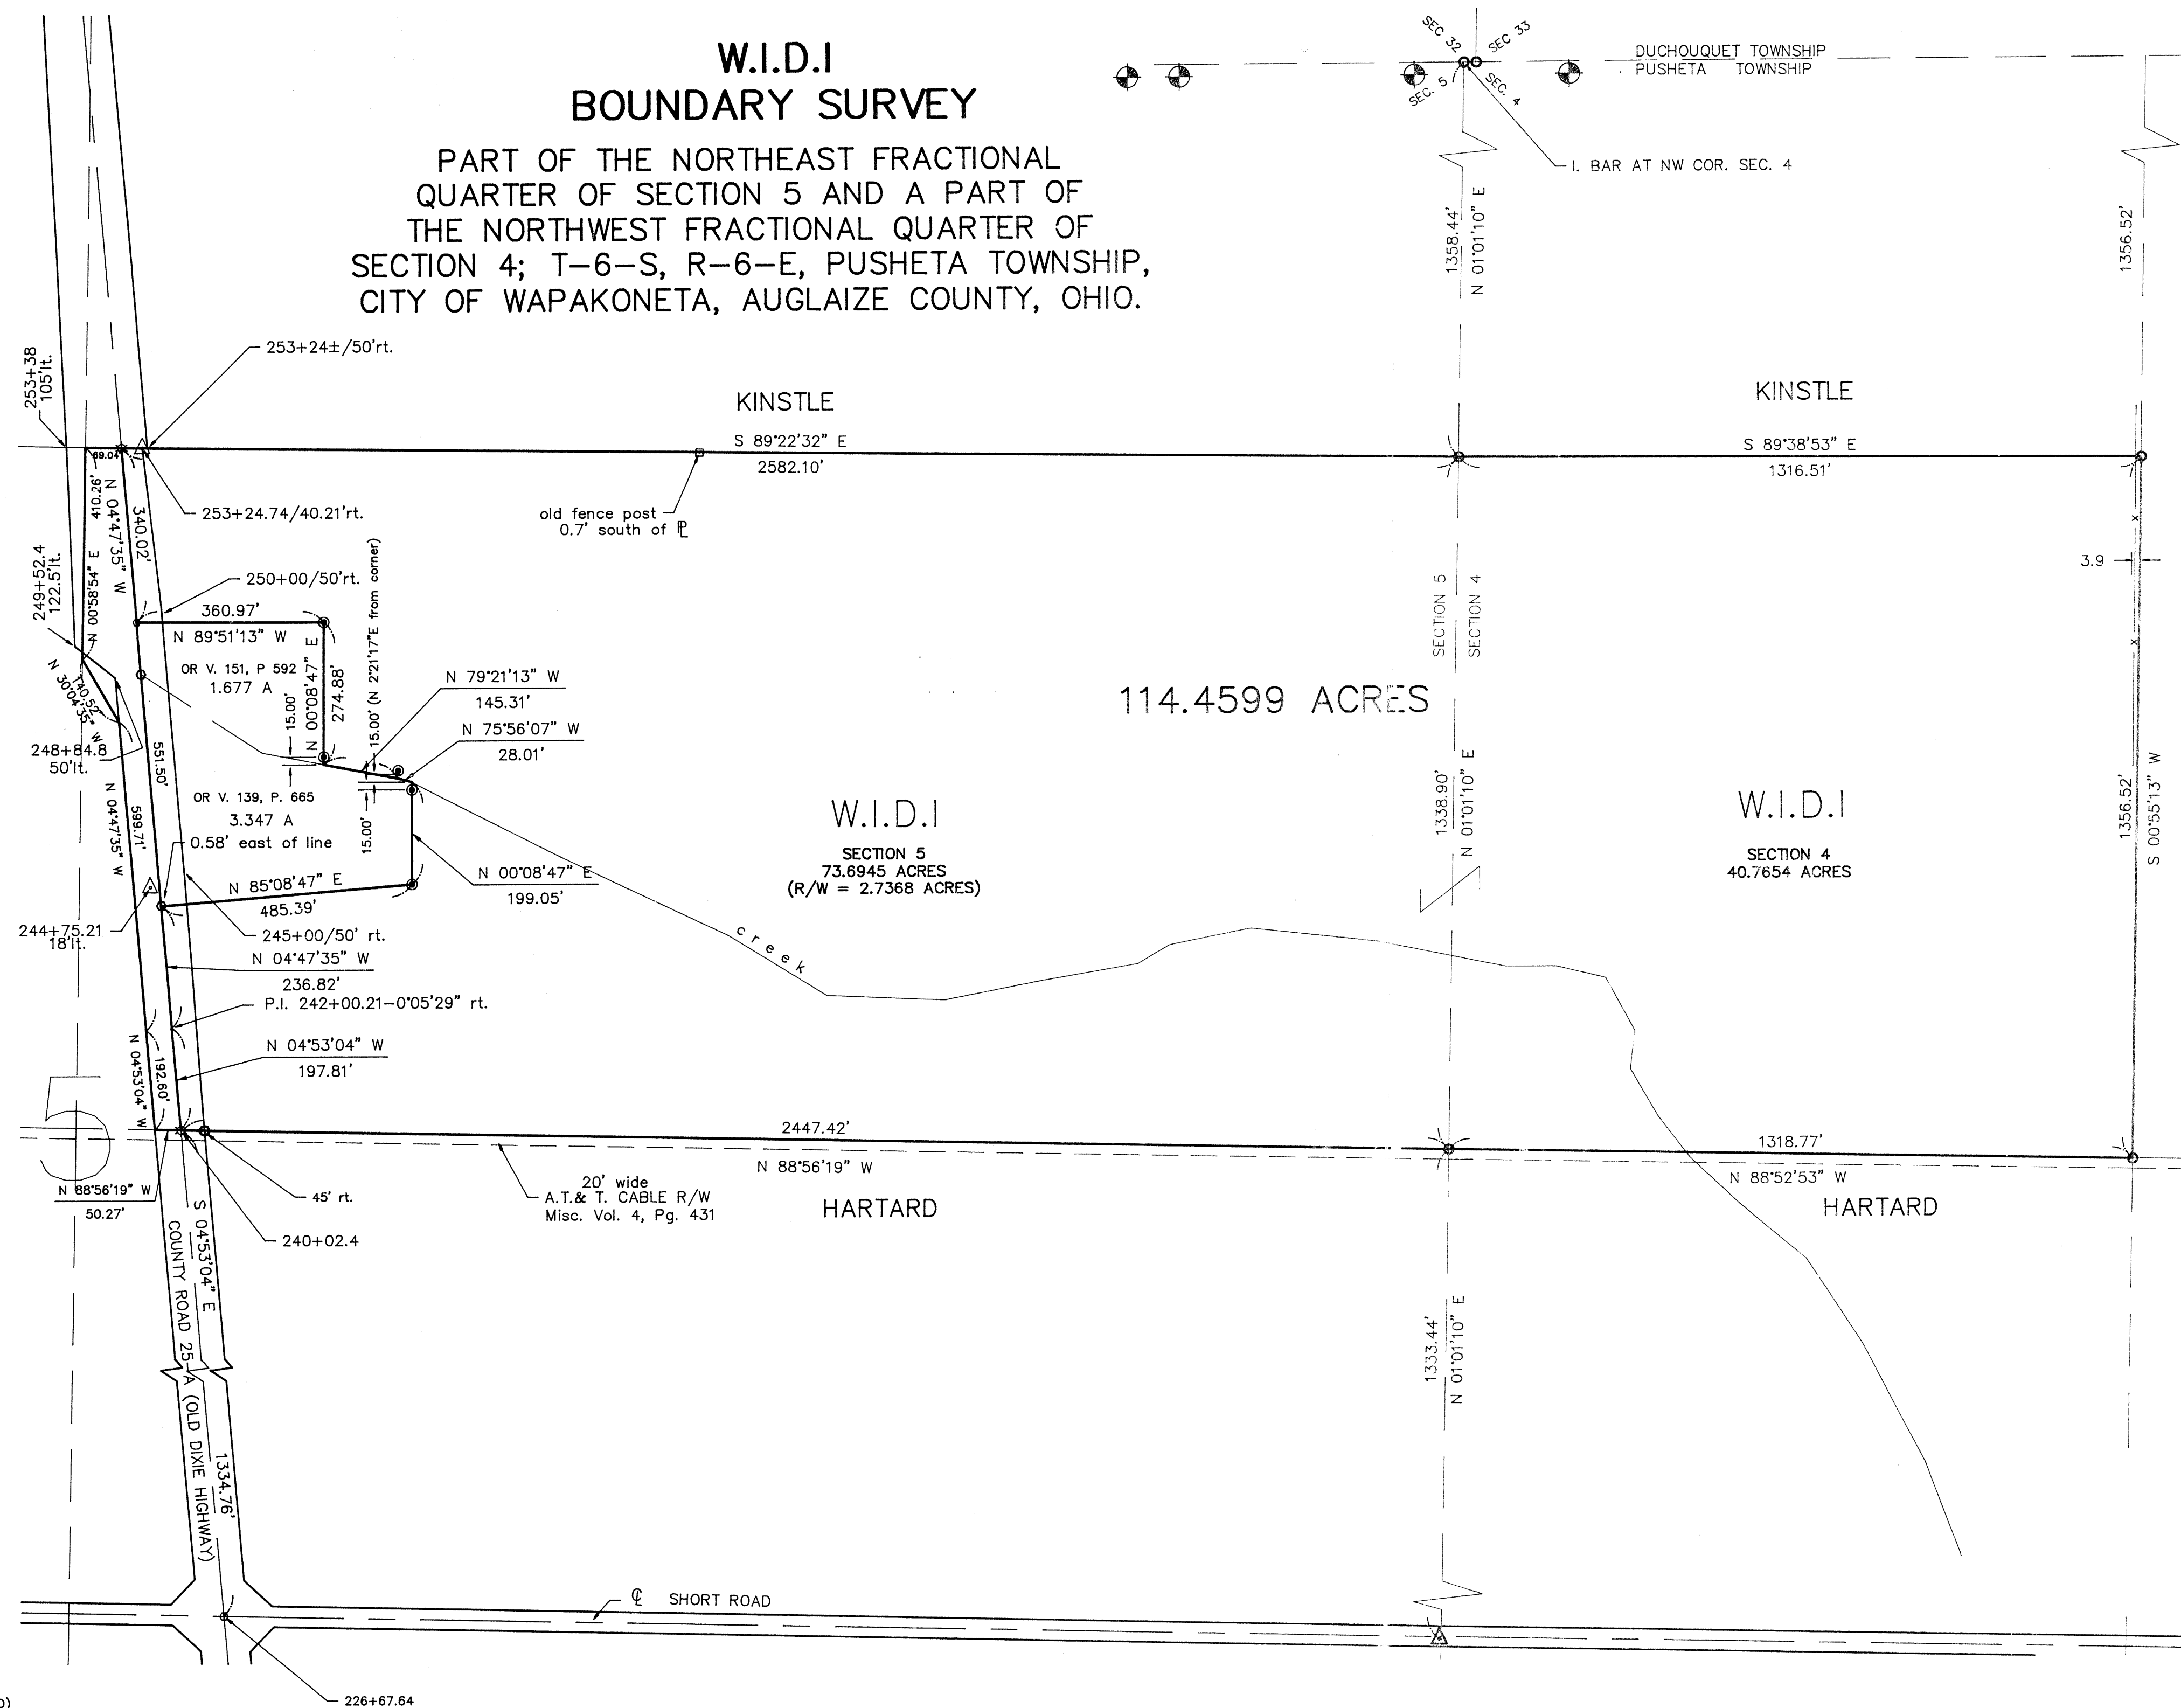 W.I.D.I
BOUNDARY SURVEY
PART OF THE NORTHEAST FRACTIONAL
QUARTER OF SECTION 5 AND A PART OF
THE NORTHWEST FRACTIONAL QUARTER OF
SECTION 4; T-6-S, R-6-E, PUSHETA TOWNSHIP,
CITY OF WAPAKONETA, AUGLAIZE COUNTY, OHIO.
SEC 32
SEC 33
SEC. 5
SEC. 4
DUCHOUQUET TOWNSHIP
PUSHETA TOWNSHIP
I. BAR AT NW COR. SEC. 4
1358.44'
N 01°01'10" E
1356.52'
253+24±/50'rt.
253+38
105'lt.
KINSTLE
S 89°22'32" E
2582.10'
KINSTLE
S 89°38'53" E
1316.51'
69.04
410.26'
N 00°58'54" E
N 04°47'35" W
340.02'
253+24.74/40.21'rt.
old fence post
0.7' south of ℙL
3.9
x
x
249+52.4
122.5'lt.
250+00/50'rt.
360.97'
N 89°51'13" W
N 00°08'47" E
274.88'
15.00'
15.00' (N 2°21'17"E from corner)
OR V. 151, P 592
1.677 A
N 79°21'13" W
145.31'
N 75°56'07" W
28.01'
SECTION 5
SECTION 4
114.4599 ACRES
140.52'
N 30°04'35" W
248+84.8
50'lt.
551.50'
599.71'
N 04°47'35" W
OR V. 139, P. 665
3.347 A
0.58' east of line
15.00'
N 85°08'47" E
485.39'
N 00°08'47" E
199.05'
W.I.D.I
SECTION 5
73.6945 ACRES
(R/W = 2.7368 ACRES)
1338.90'
N 01°01'10" E
W.I.D.I
SECTION 4
40.7654 ACRES
1356.52'
S 00°55'13" W
244+75.21
18'lt.
245+00/50' rt.
N 04°47'35" W
236.82'
creek
P.I. 242+00.21-0°05'29" rt.
N 04°53'04" W
197.81'
N 04°53'04" W
192.60'
5
2447.42'
N 88°56'19" W
1318.77'
N 88°52'53" W
N 88°56'19" W
50.27'
45' rt.
240+02.4
20' wide
A.T.& T. CABLE R/W
Misc. Vol. 4, Pg. 431
HARTARD
HARTARD
S 04°53'04" E
1334.76'
COUNTY ROAD 25-A (OLD DIXIE HIGHWAY)
1333.44'
N 01°01'10" E
℄ SHORT ROAD
226+67.64